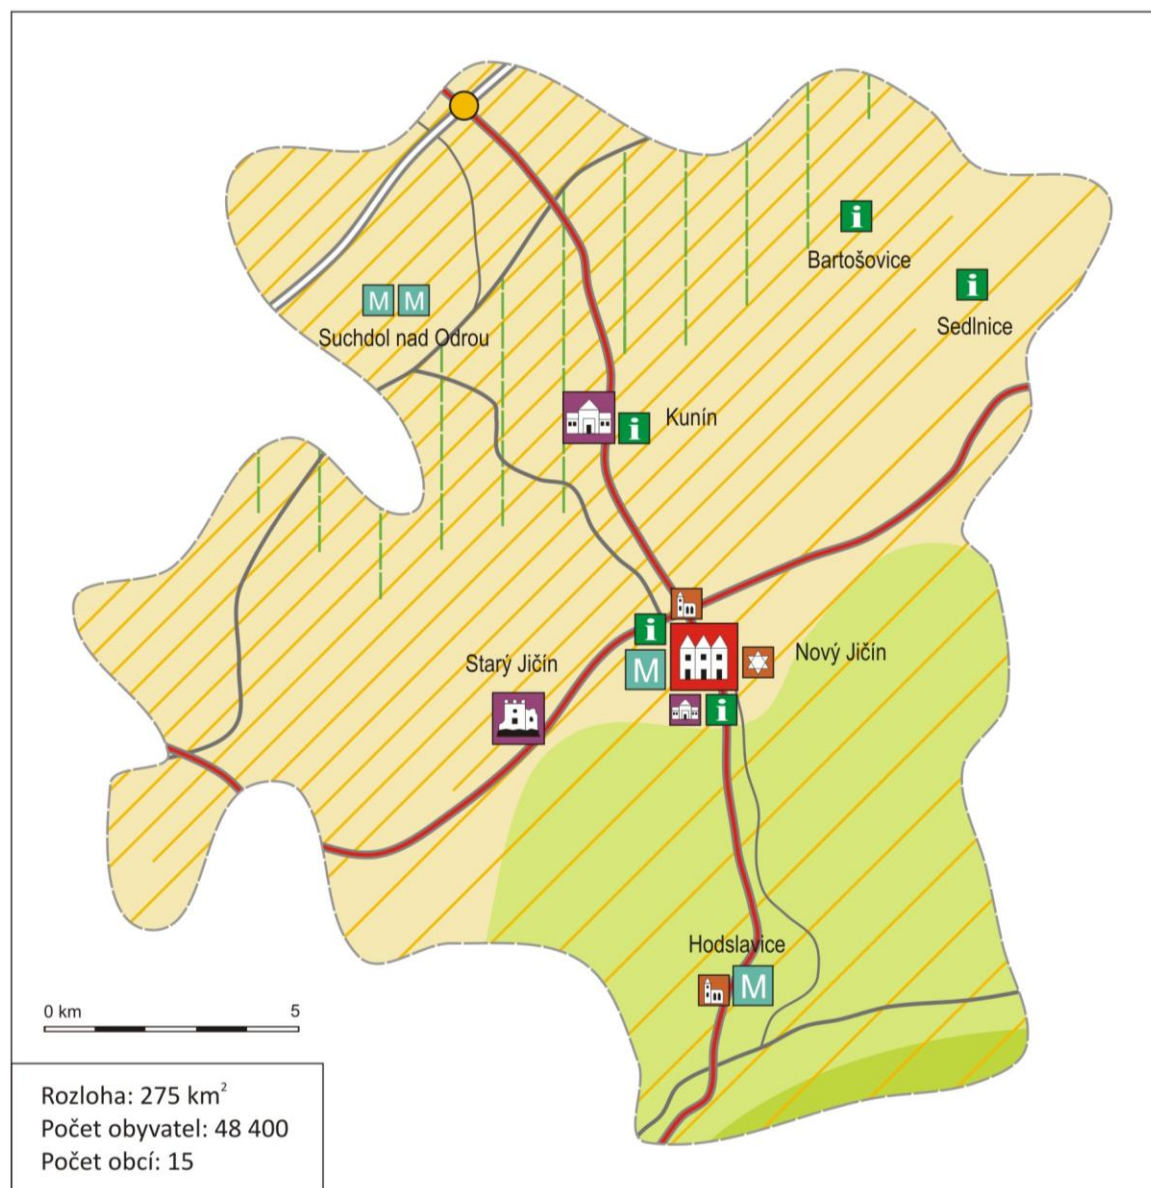 i
Bartošovice
i
Sedlnice
M M
Suchdol nad Odrou
i
Kunín
i
M
Nový Jičín
Starý Jičín
i
Hodslavice
M
0 km 5
Rozloha: 275 km²
Počet obyvatel: 48 400
Počet obcí: 15